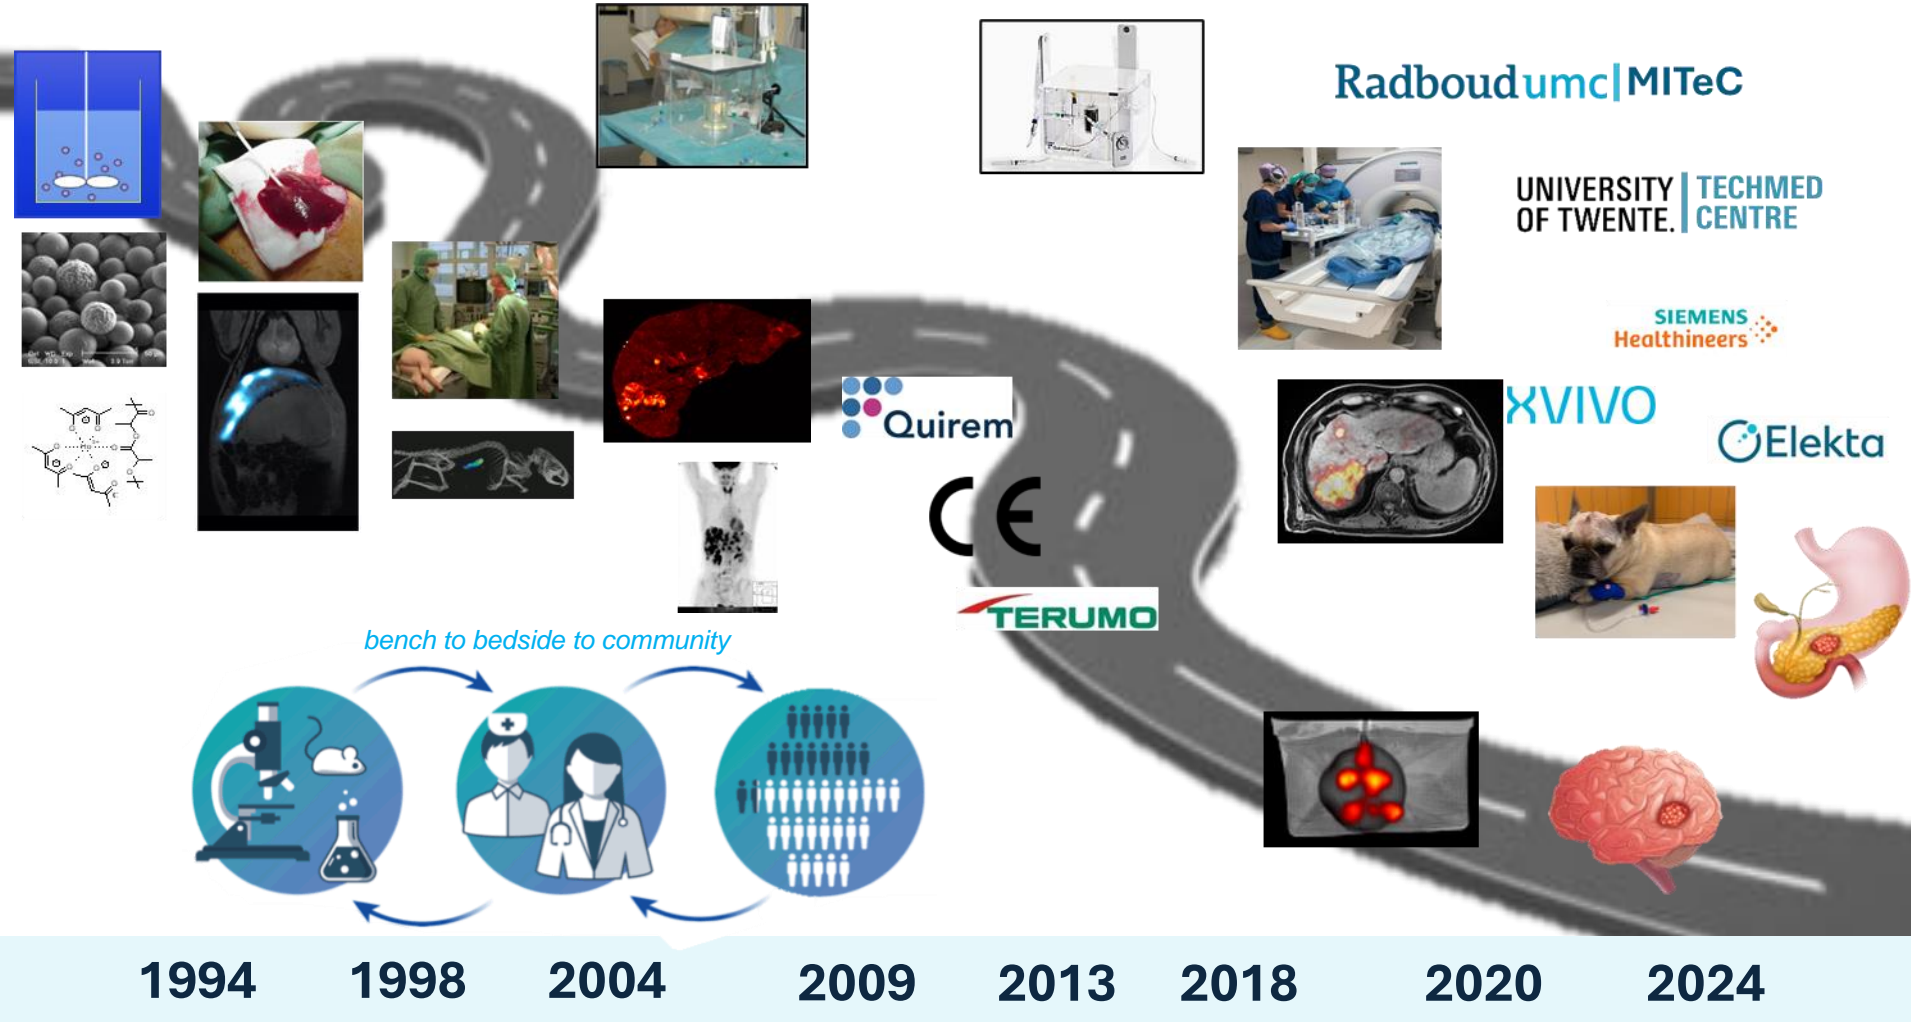 Radboudumc | MITeC
UNIVERSITY
OF TWENTE.
TECHMED
CENTRE
SIEMENS
Healthineers
XVIVO
Elekta
Quirem
CE
TERUMO
bench to bedside to community
1994
1998
2004
2009
2013
2018
2020
2024